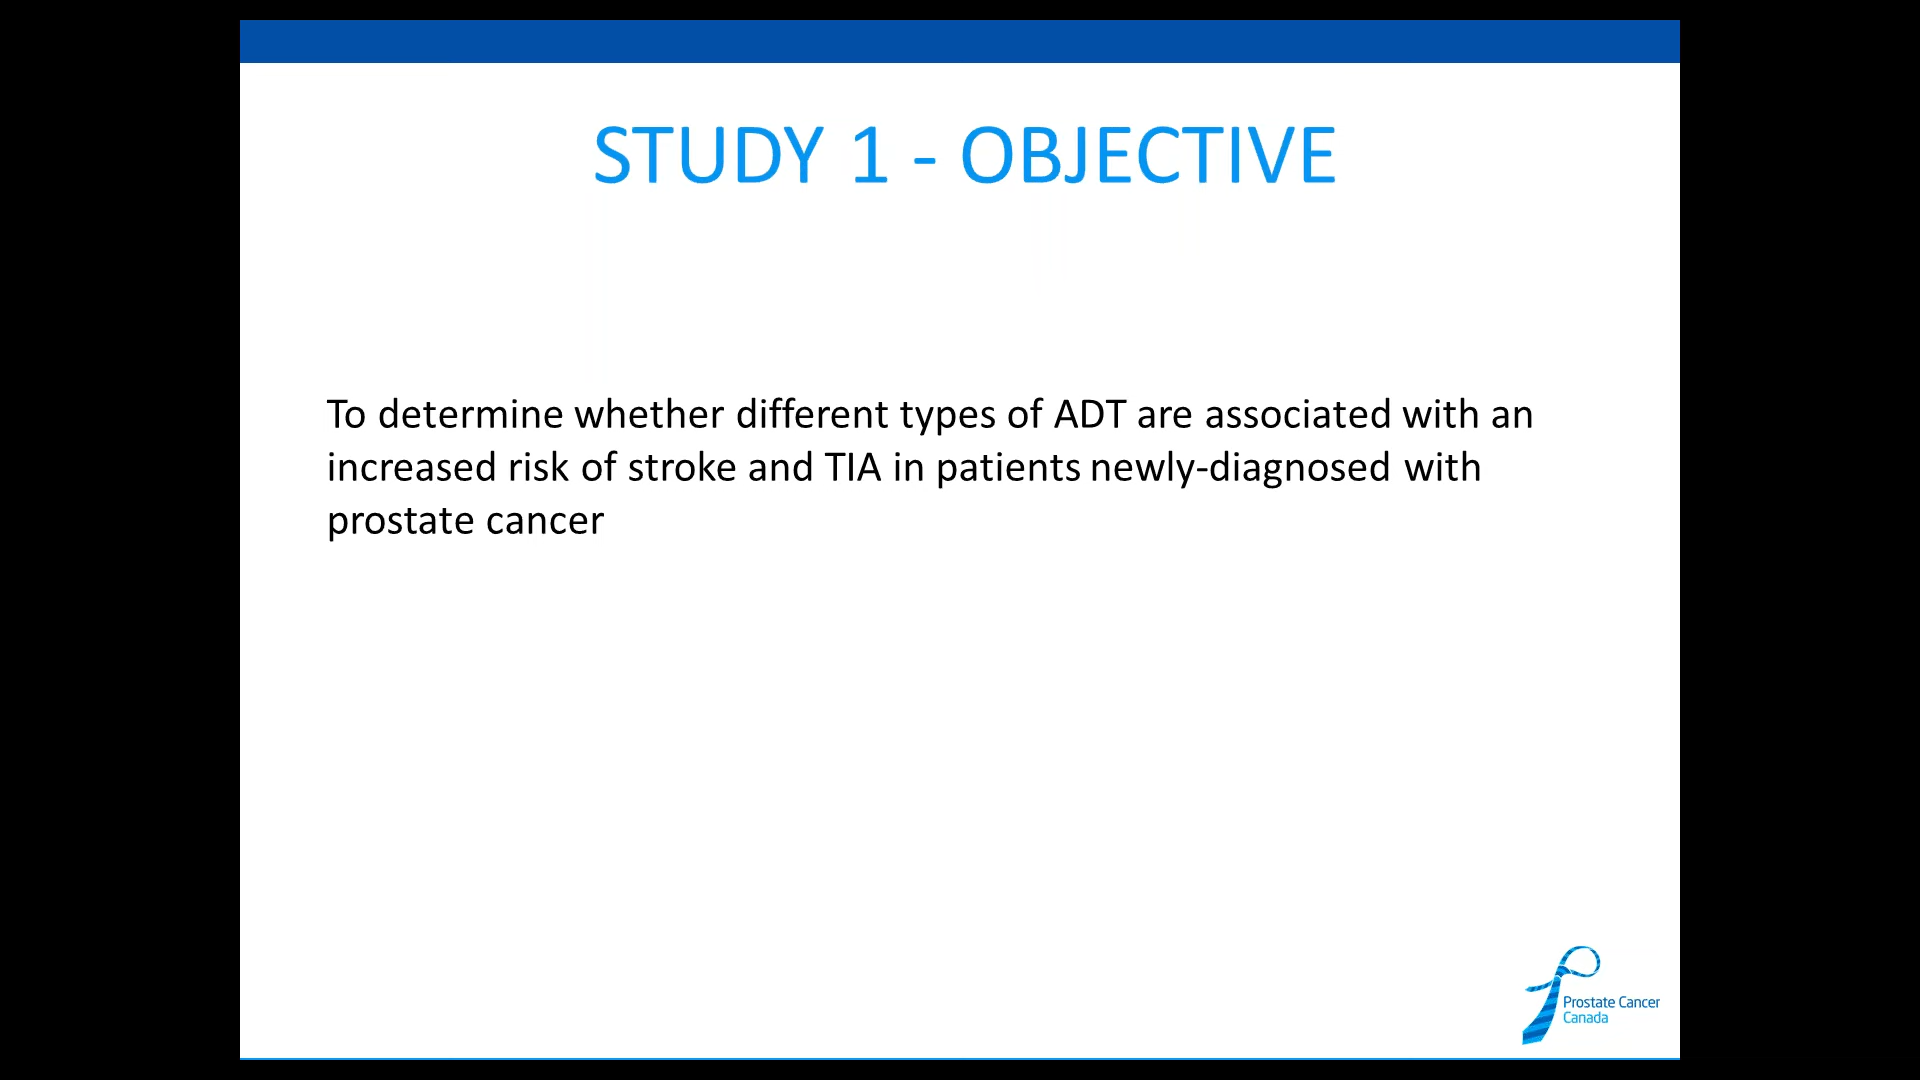 STUDY 1 - OBJECTIVE
To determine whether different types of ADT are associated with an
increased risk of stroke and TIA in patients newly-diagnosed with
prostate cancer
Prostate Cancer
Canada